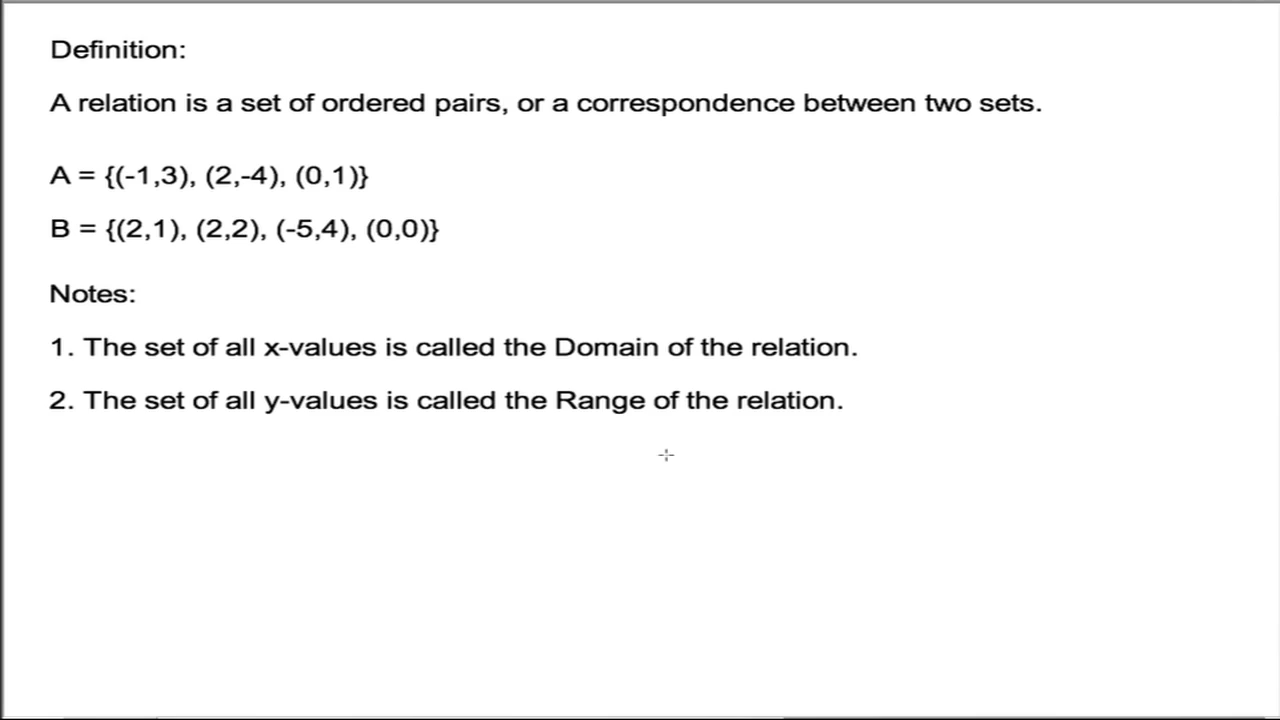 Definition:
A relation is a set of ordered pairs, or a correspondence between two sets.
A = {(-1,3), (2,-4), (0,1)}
B = {(2,1), (2,2), (-5,4), (0,0)}
Notes:
1. The set of all x-values is called the Domain of the relation.
2. The set of all y-values is called the Range of the relation.